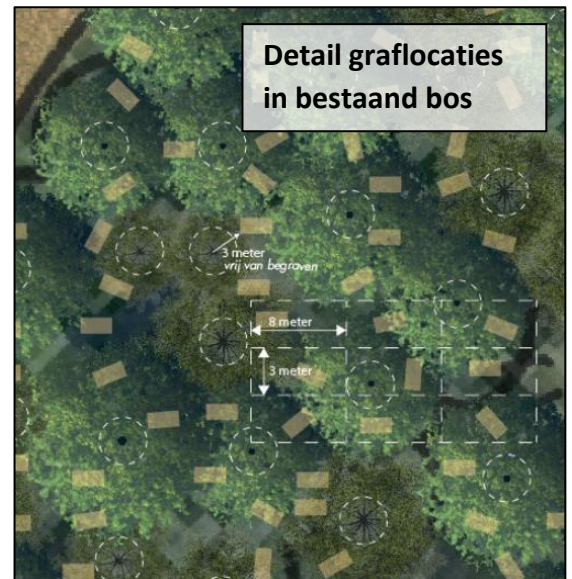 Detail graflocaties
in bestaand bos
3 meter
vrij van begraven
8 meter
3 meter